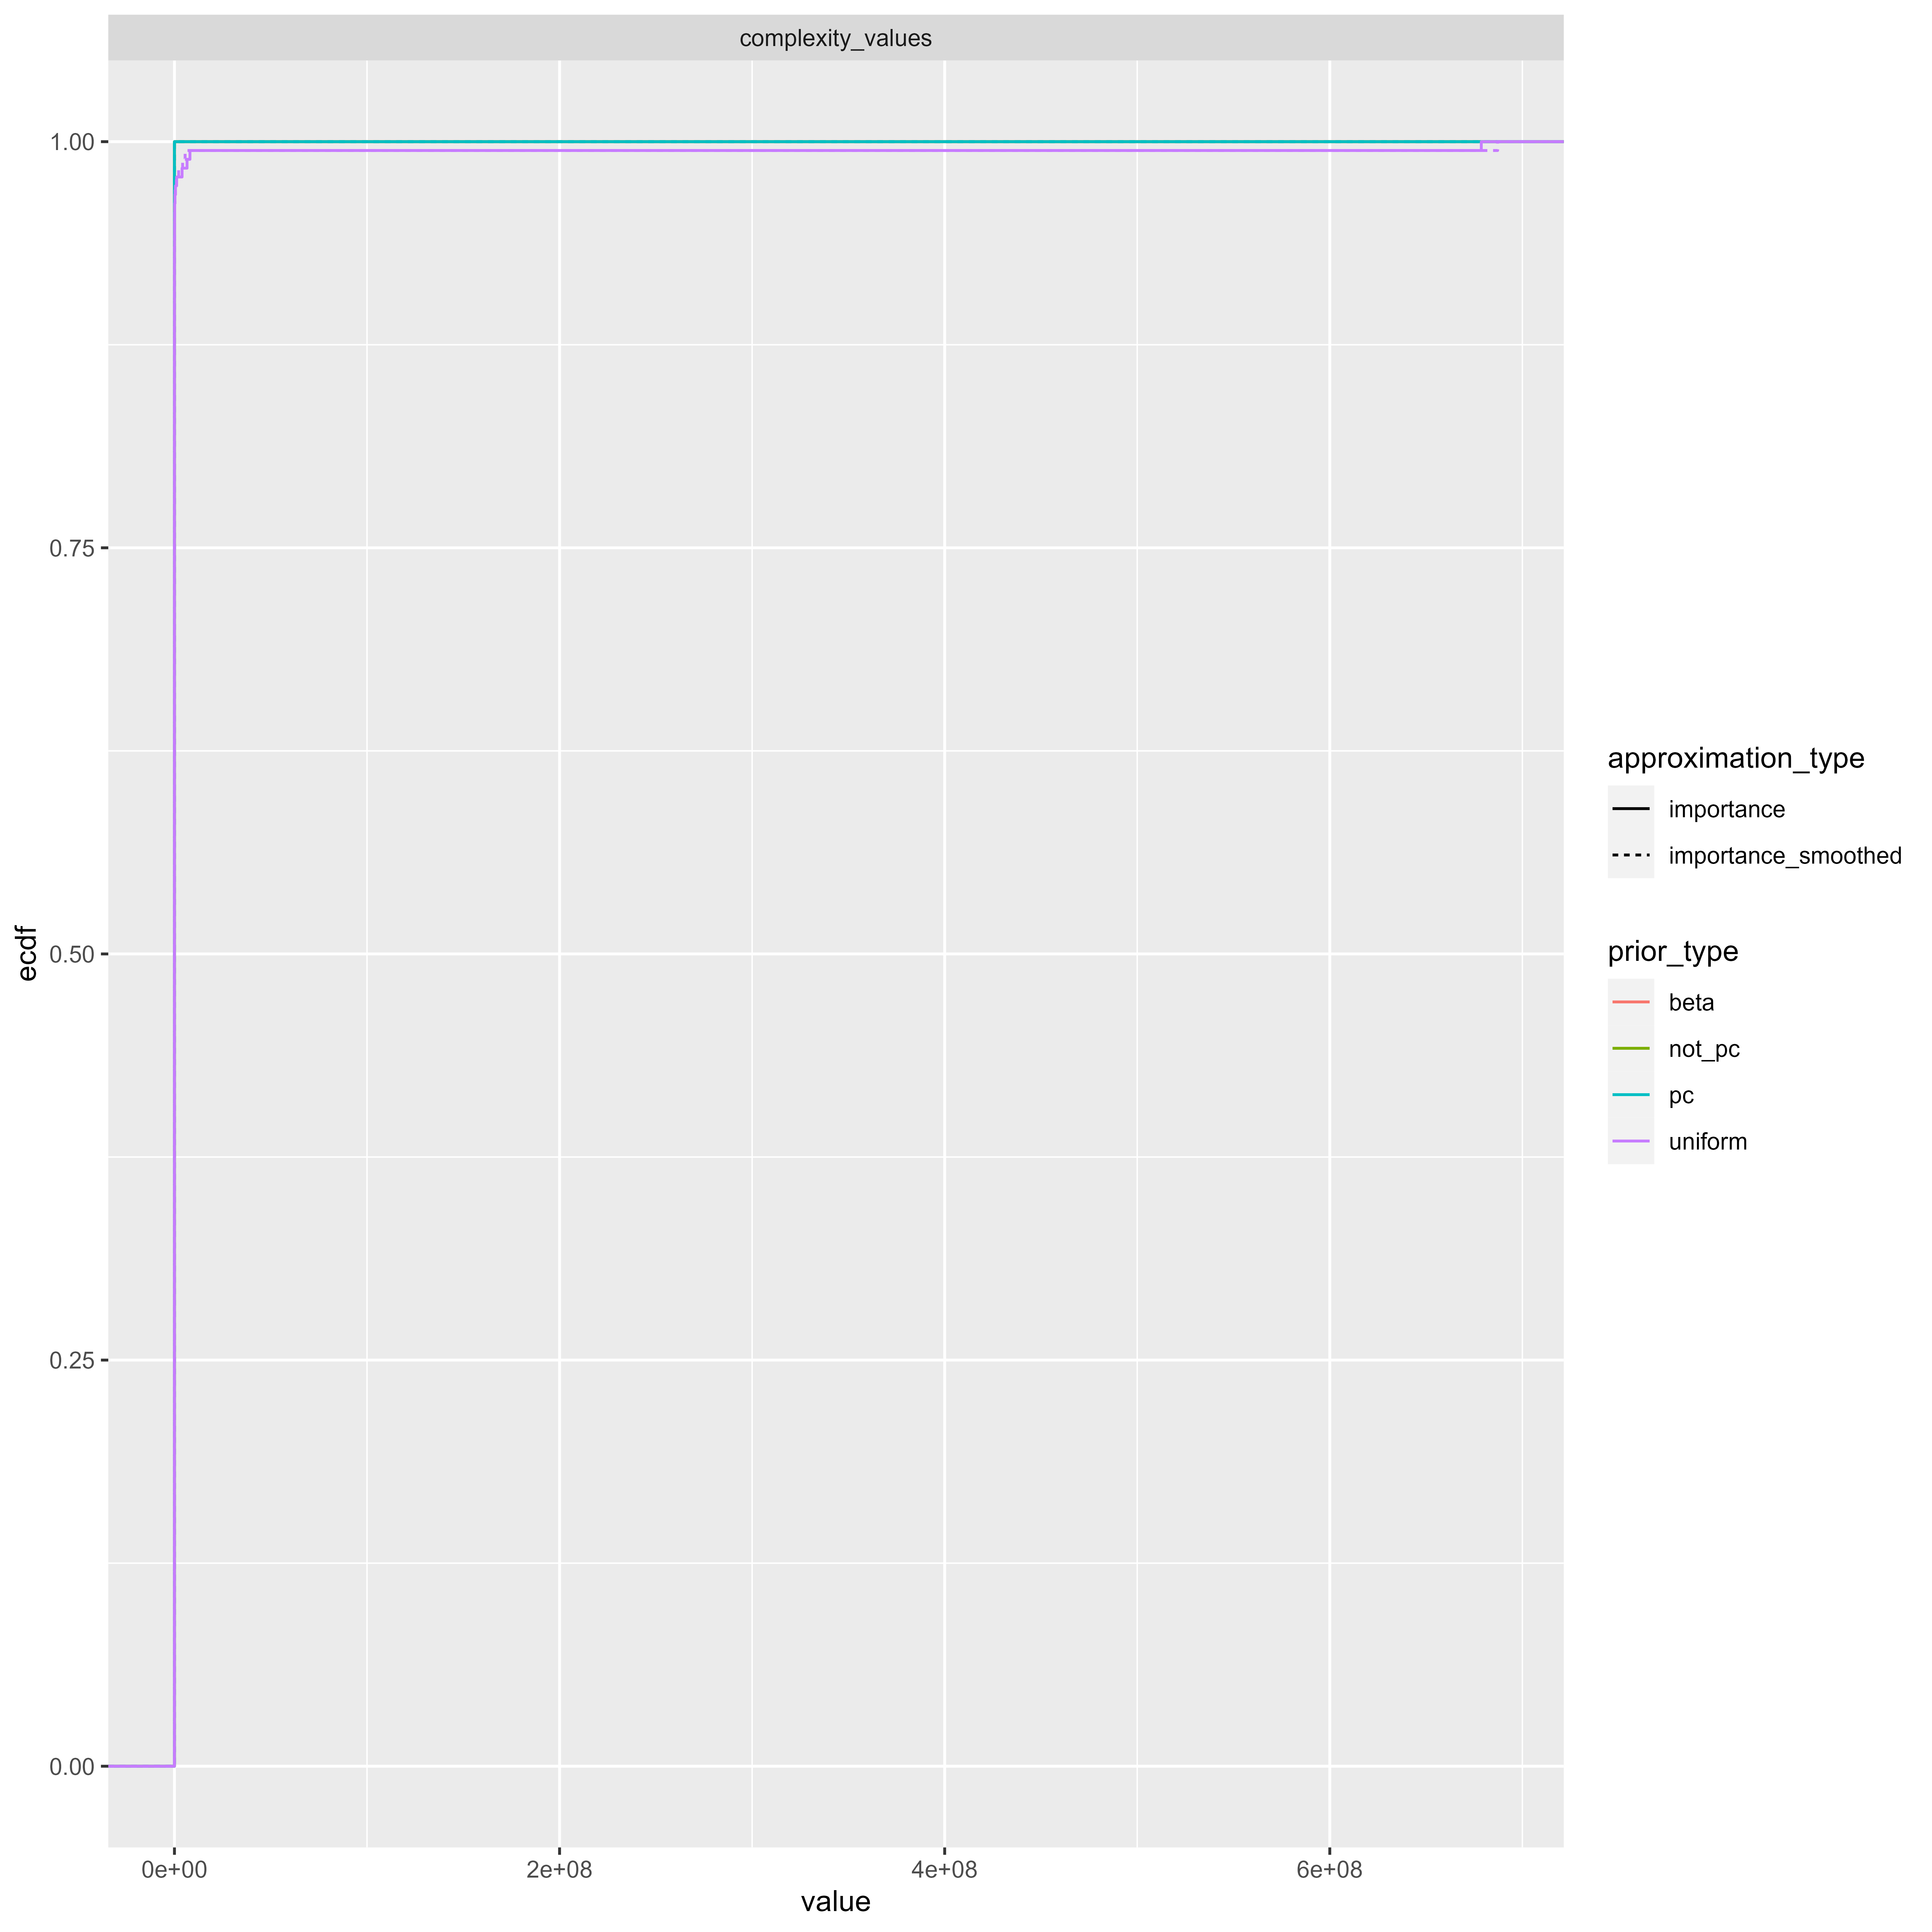 complexity_values
1.00
0.75
0.50
0.25
0.00
ecdf
0e+00
2e+08
4e+08
6e+08
value
approximation_type
importance
importance_smoothed
prior_type
beta
not_pc
pc
uniform